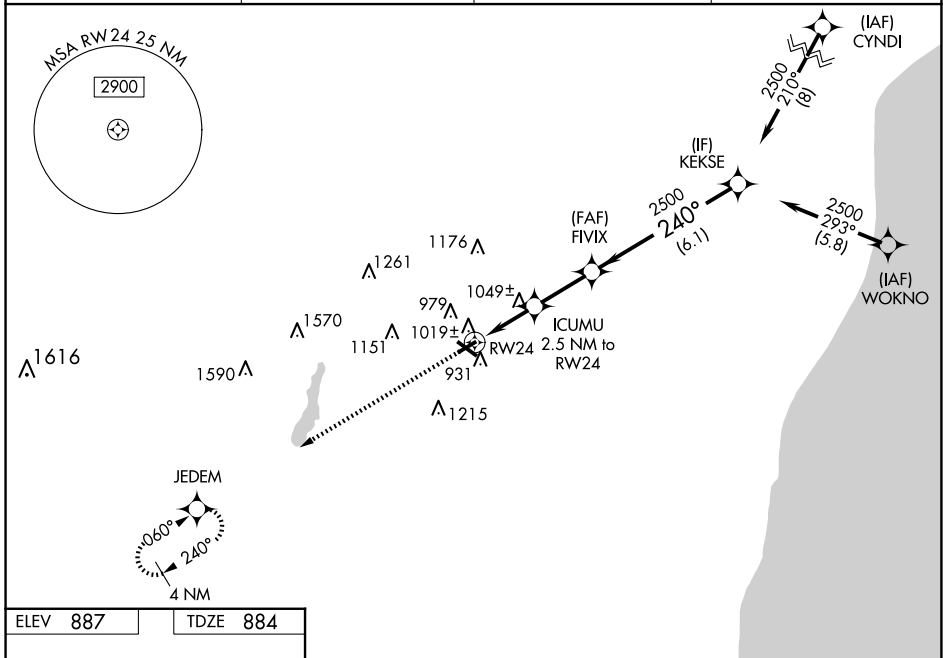 MSA RW 24 25 NM
2900
(IAF)
CYNDI
2500
210°
(8)
(IF)
KEKSE
2500
240°
(6.1)
2500
293°
(5.8)
(IAF)
WOKNO
(FAF)
FIVIX
1176
1261
1049±
979
1570
1019±
1151
ICUMU
2.5 NM to
RW24
RW24
1616
1590
931
1215
JEDEM
060°
240°
4 NM
ELEV 887
TDZE 884